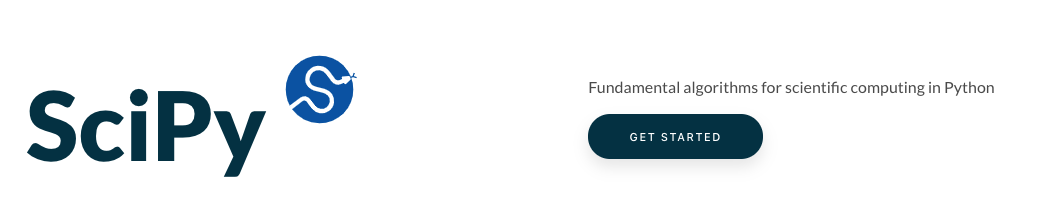 SciPy
Fundamental algorithms for scientific computing in Python
GET STARTED